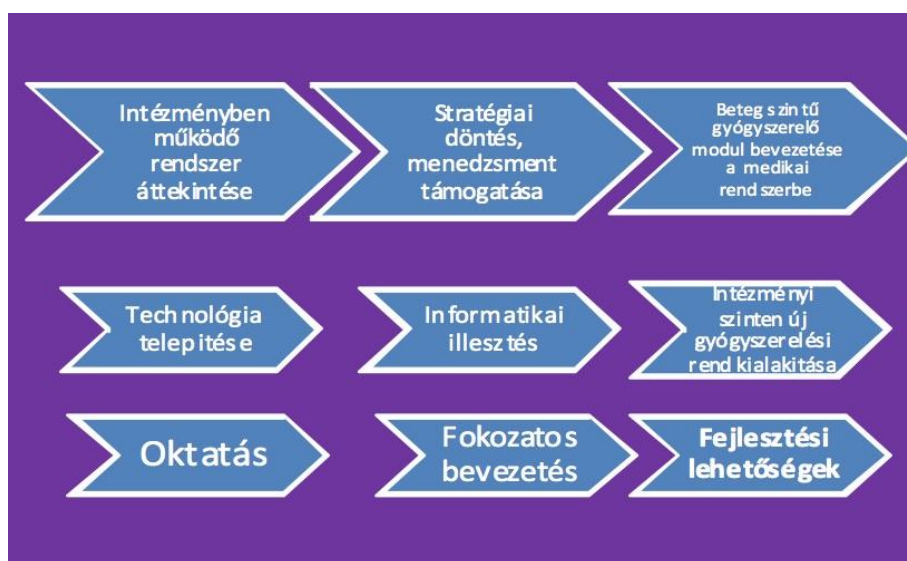 Intézményben
működő
rendszer
áttekintése
Stratégiai
döntés,
menedzsment
támogatása
Beteg szintű
gyógyszerelő
modul bevezetése
a medikai
rendszerbe
Technológia
telepitése
Informatikai
illesztés
Intézményi
szinten új
gyógyszerelési
rend kialakitása
Oktatás
Fokozatos
bevezetés
Fejlesztési
lehetőségek